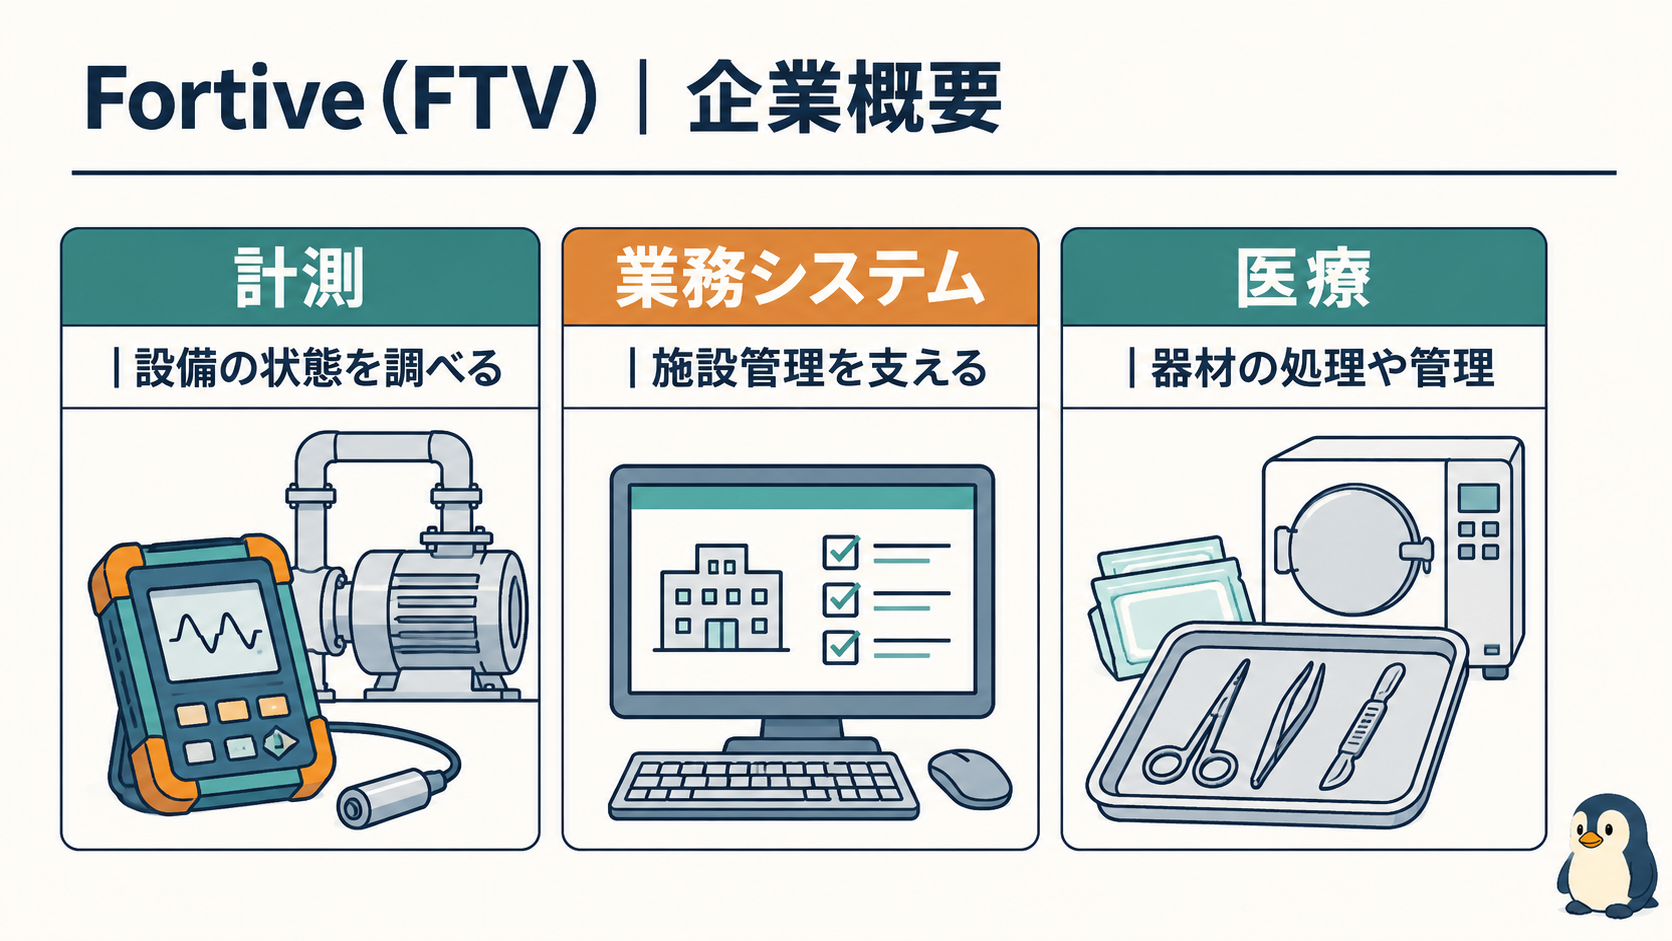 Fortive（FTV）｜企業概要
計測
｜設備の状態を調べる
業務システム
｜施設管理を支える
医療
｜器材の処理や管理